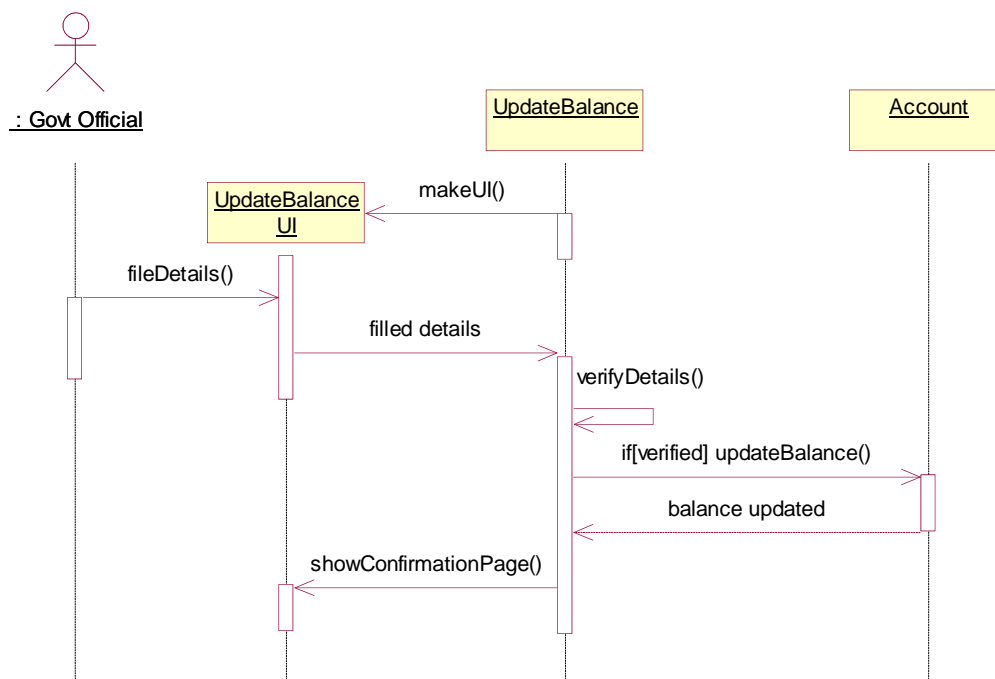 : Govt Official
UpdateBalance
Account
UpdateBalance
UI
makeUI()
fileDetails()
filled details
verifyDetails()
if[verified] updateBalance()
balance updated
showConfirmationPage()